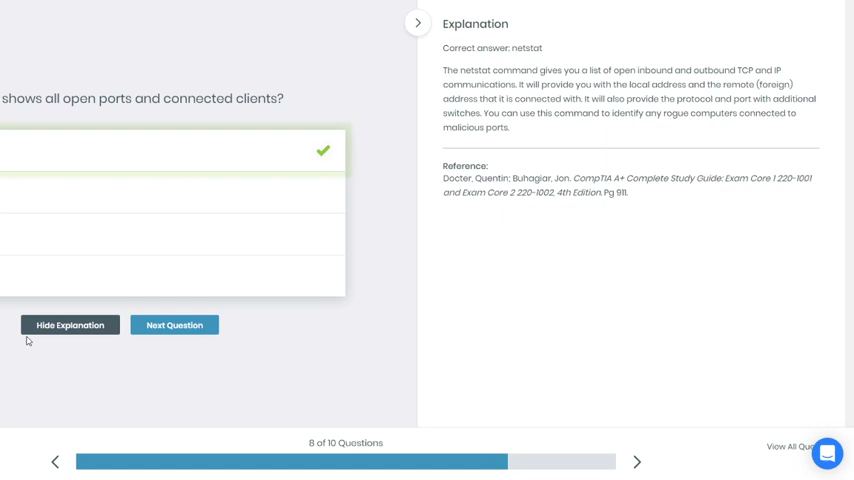 Explanation
Correct answer: netstat
shows all open ports and connected clients?
The netstat command gives you a list of open inbound and outbound TCP and IP
communications. It will provide you with the local address and the remote (foreign)
address that it is connected with. It will also provide the protocol and port with additional
switches. You can use this command to identify any rogue computers connected to
malicious ports.
Reference:
Docter, Quentin; Buhagiar, Jon. CompTIA A+ Complete Study Guide: Exam Core 1 220-1001
and Exam Core 2 220-1002, 4th Edition. Pg 911.
Hide Explanation
Next Question
8 of 10 Questions
View All